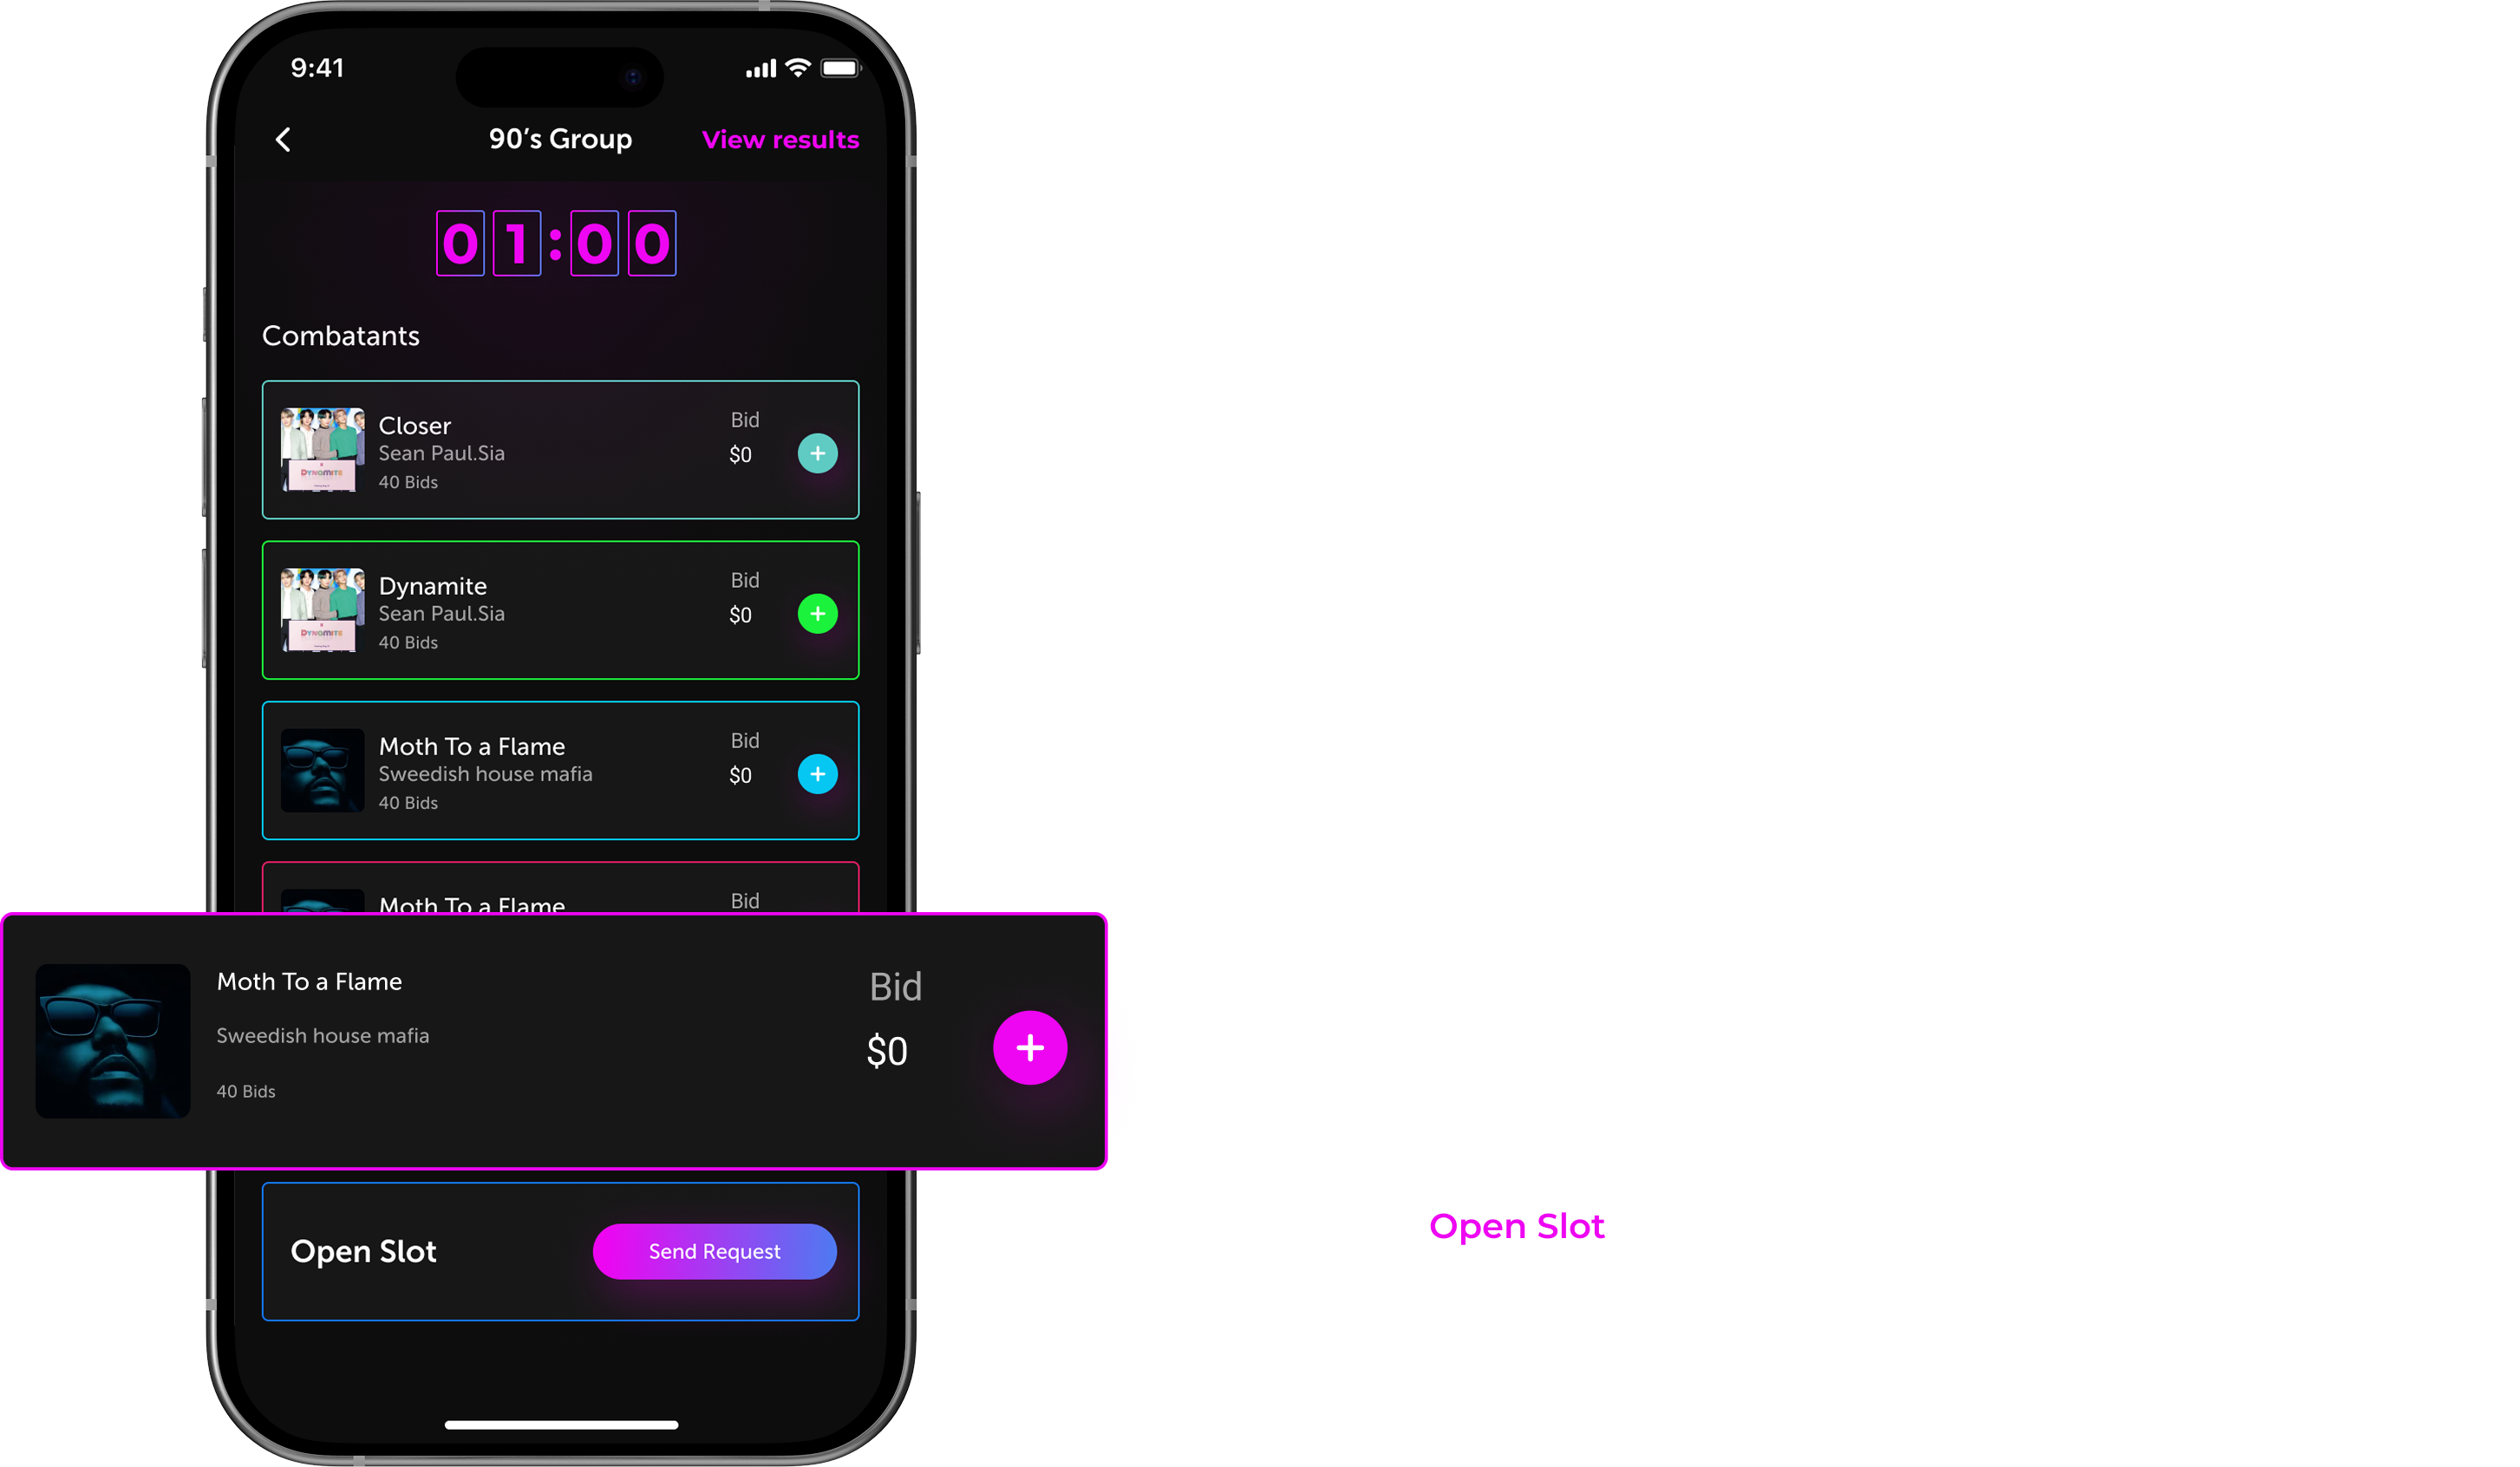 9:41
90's Group
View results
01:00
Combatants
Closer
Sean Paul.Sia
40 Bids
Bid
$0
DYNAMITE
Dynamite
Sean Paul.Sia
40 Bids
Bid
$0
DYNAMITE
Moth To a Flame
Sweedish house mafia
40 Bids
Bid
$0
Moth To a Flame
Bid
Moth To a Flame
Sweedish house mafia
40 Bids
Bid
$0
Open Slot
Send Request
Open Slot